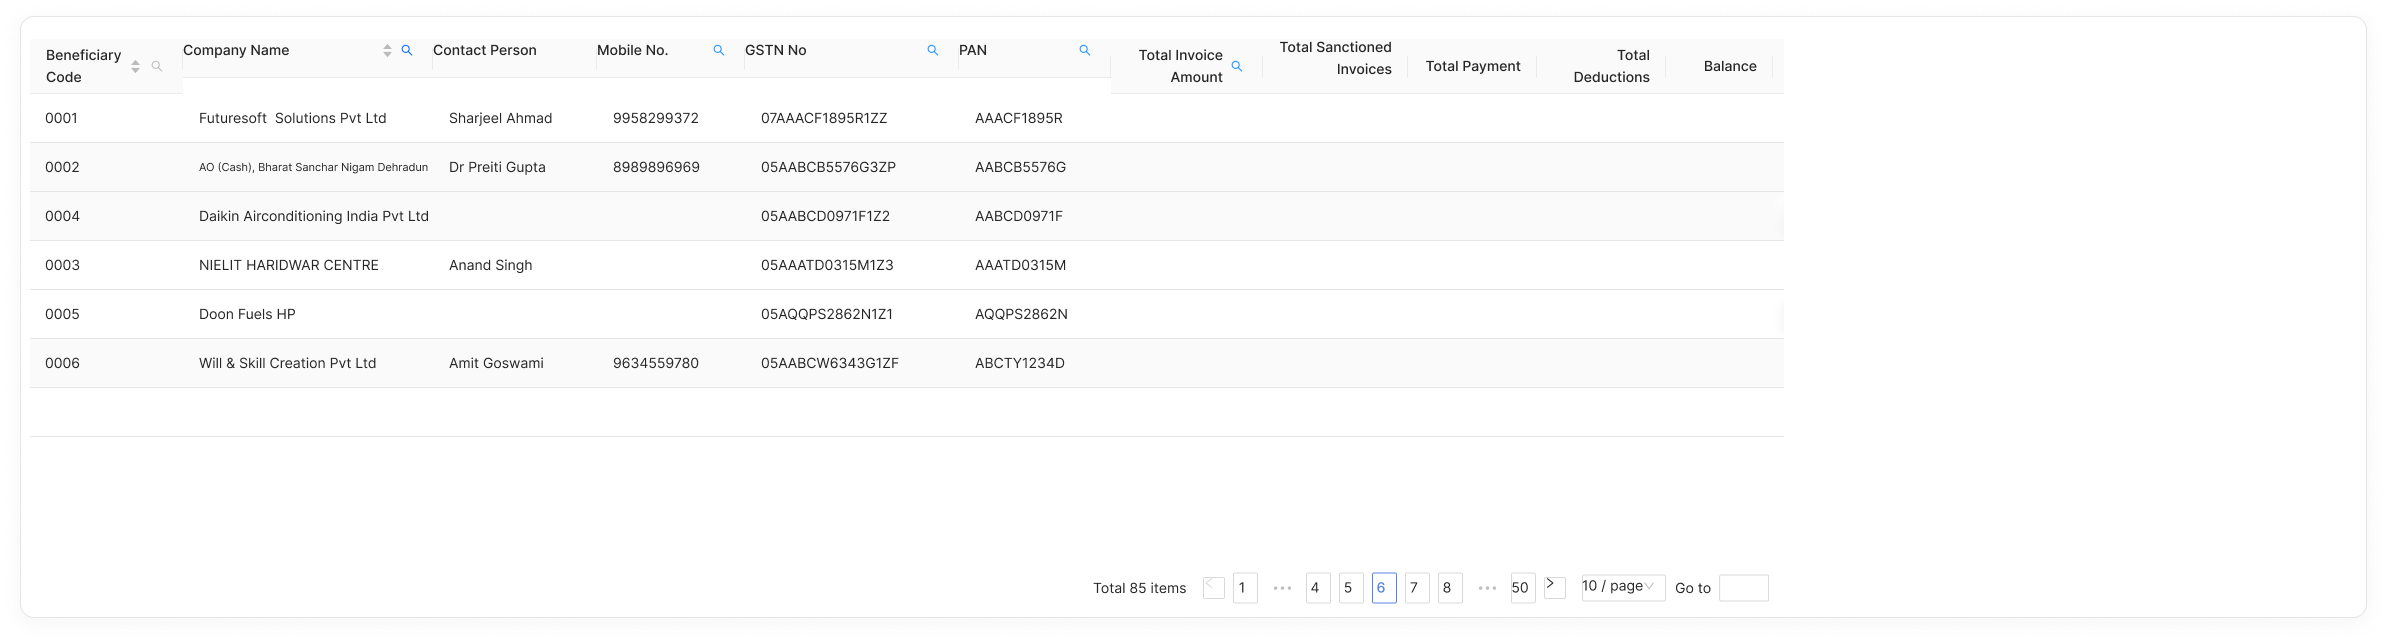 Beneficiary Code Company Name Contact Person Mobile No. GSTN No PAN Total Invoice Amount Total Sanctioned Invoices Total Payment Total Deductions Balance
0001 Futuresoft  Solutions Pvt Ltd Sharjeel Ahmad 9958299372 07AAACF1895R1ZZ AAACF1895R
0002 AO (Cash), Bharat Sanchar Nigam Dehradun Dr Preiti Gupta 8989896969 05AABCB5576G3ZP AABCB5576G
0004 Daikin Airconditioning India Pvt Ltd 05AABCD0971F1Z2 AABCD0971F
0003 NIELIT HARIDWAR CENTRE Anand Singh 05AAATD0315M1Z3 AAATD0315M
0005 Doon Fuels HP 05AQQPS2862N1Z1 AQQPS2862N
0006 Will & Skill Creation Pvt Ltd Amit Goswami 9634559780 05AABCW6343G1ZF ABCTY1234D
Total 85 items < 1 ••• 4 5 6 7 8 ••• 50 > 10 / page Go to